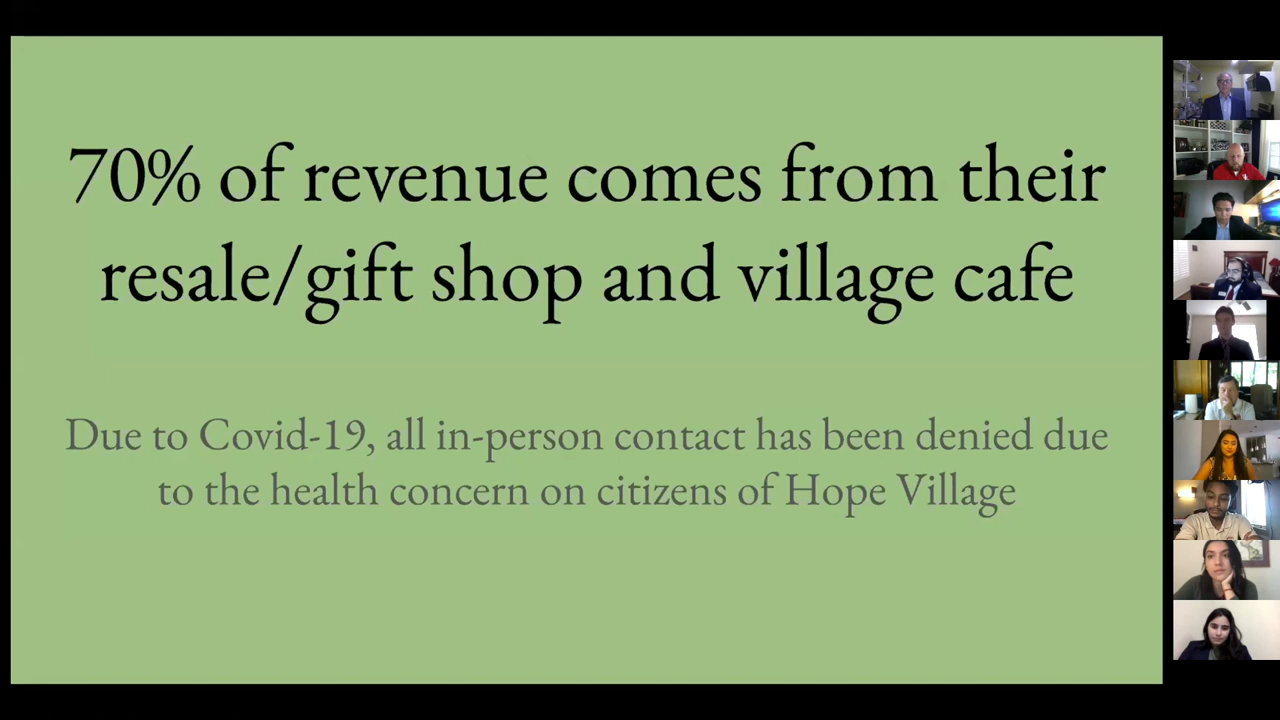 70% of revenue comes from their
resale/gift shop and village cafe
Due to Covid-19, all in-person contact has been denied due
to the health concern on citizens of Hope Village